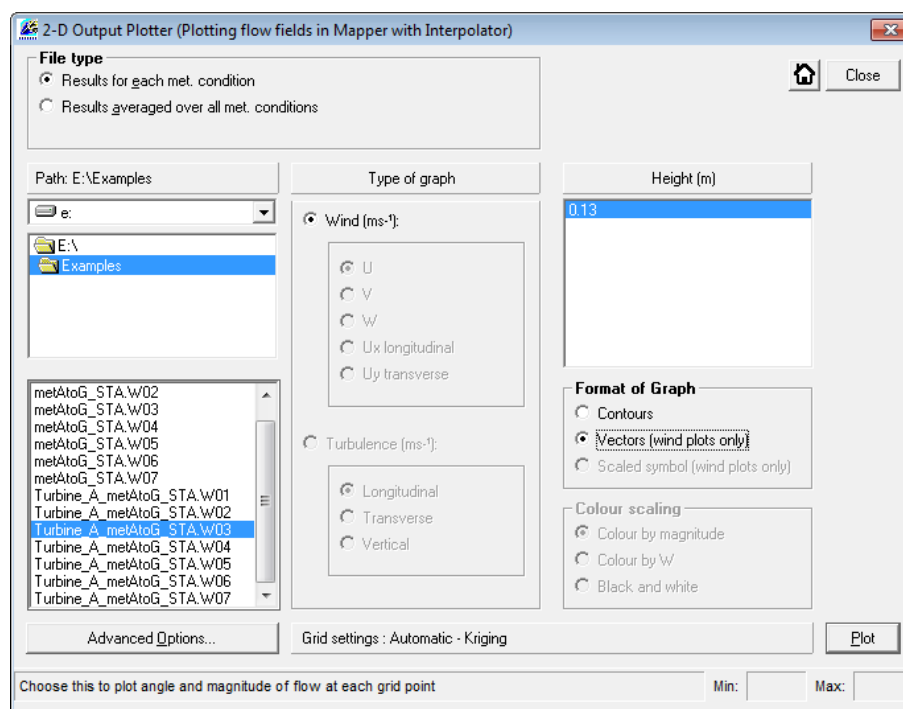 2-D Output Plotter (Plotting flow fields in Mapper with Interpolator)
File type
Results for each met. condition
Results averaged over all met. conditions
Close
Path: E:\Examples
Type of graph
Height (m)
e:
E:\
Examples
Wind (ms-¹):
U
V
W
Ux longitudinal
Uy transverse
0.13
metAtoG_STA.W02
metAtoG_STA.W03
metAtoG_STA.W04
metAtoG_STA.W05
metAtoG_STA.W06
metAtoG_STA.W07
Turbine_A_metAtoG_STA.W01
Turbine_A_metAtoG_STA.W02
Turbine_A_metAtoG_STA.W03
Turbine_A_metAtoG_STA.W04
Turbine_A_metAtoG_STA.W05
Turbine_A_metAtoG_STA.W06
Turbine_A_metAtoG_STA.W07
Turbulence (ms-¹):
Longitudinal
Transverse
Vertical
Format of Graph
Contours
Vectors (wind plots only)
Scaled symbol (wind plots only)
Colour scaling
Colour by magnitude
Colour by W
Black and white
Advanced Options...
Grid settings : Automatic - Kriging
Plot
Choose this to plot angle and magnitude of flow at each grid point
Min:
Max: